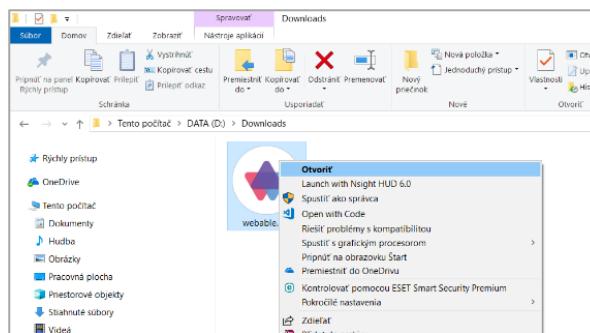 Spravovať Downloads
Súbor Domov Zdieľať Zobraziť Nástroje aplikácií
Pripnúť na panel Rýchly prístup
Kopírovať
Prilepiť
Vystrihnúť
Kopírovať cestu
Prilepiť odkaz
Schránka
Premiestniť do
Kopírovať do
Odstrániť
Premenovať
Usporiadať
Nový priečinok
Nová položka
Jednoduchý prístup
Nové
Vlastnosti
Otvoriť
Tento počítač > DATA (D:) > Downloads
Rýchly prístup
OneDrive
Tento počítač
Dokumenty
Hudba
Obrázky
Pracovná plocha
Priestorové objekty
Stiahnuté súbory
Videá
webable.
Otvoriť
Launch with Nsight HUD 6.0
Spustiť ako správca
Open with Code
Riešiť problémy s kompatibilitou
Spustiť s grafickým procesorom >
Pripnúť na obrazovku Štart
Premiestniť do OneDrivu
Kontrolovať pomocou ESET Smart Security Premium
Pokročilé nastavenia >
Zdieľať